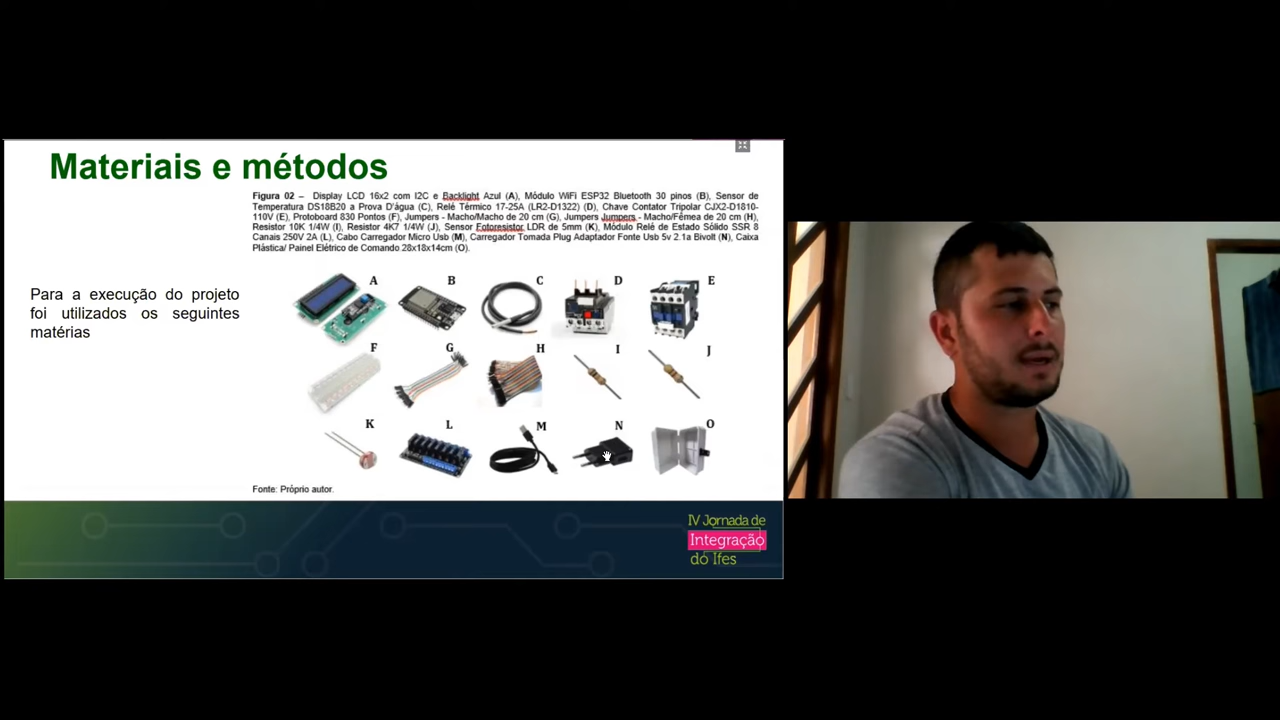 Materiais e métodos
Figura 02 – Display LCD 16x2 com I2C e Backlight Azul (A), Módulo WiFi ESP32 Bluetooth 30 pinos (B), Sensor de
Temperatura DS18B20 a Prova D'água (C), Relé Térmico 17-25A (LR2-D1322) (D), Chave Contator Tripolar CJX2-D1810-
110V (E), Protoboard 830 Pontos (F), Jumpers - Macho/Macho de 20 cm (G), Jumpers Jumpers - Macho/Fêmea de 20 cm (H),
Resistor 10K 1/4W (I), Resistor 4K7 1/4W (J), Sensor Fotoresistor LDR de 5mm (K), Módulo Relé de Estado Sólido SSR 8
Canais 250V 2A (L), Cabo Carregador Micro Usb (M), Carregador Tomada Plug Adaptador Fonte Usb 5v 2.1a Bivolt (N), Caixa
Plástica/ Painel Elétrico de Comando 28x18x14cm (O).
Para a execução do projeto
foi utilizados os seguintes
matérias
A B C D E
F G H I J
K L M N O
Fonte: Próprio autor.
IV Jornada de
Integração
do Ifes